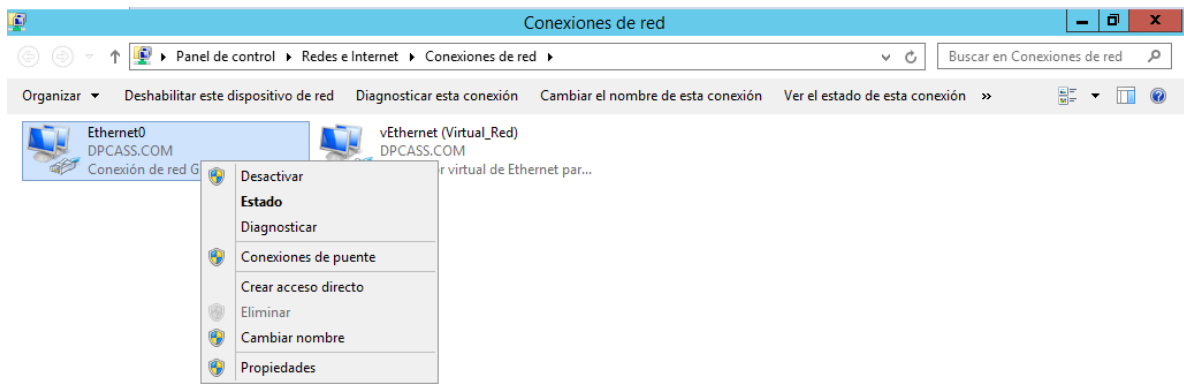 Conexiones de red
Panel de control Redes e Internet Conexiones de red
Buscar en Conexiones de red
Organizar Deshabilitar este dispositivo de red Diagnosticar esta conexión Cambiar el nombre de esta conexión Ver el estado de esta conexión »
Ethernet0
DPCASS.COM
Conexión de red G
vEthernet (Virtual_Red)
DPCASS.COM
r virtual de Ethernet par...
Desactivar
Estado
Diagnosticar
Conexiones de puente
Crear acceso directo
Eliminar
Cambiar nombre
Propiedades